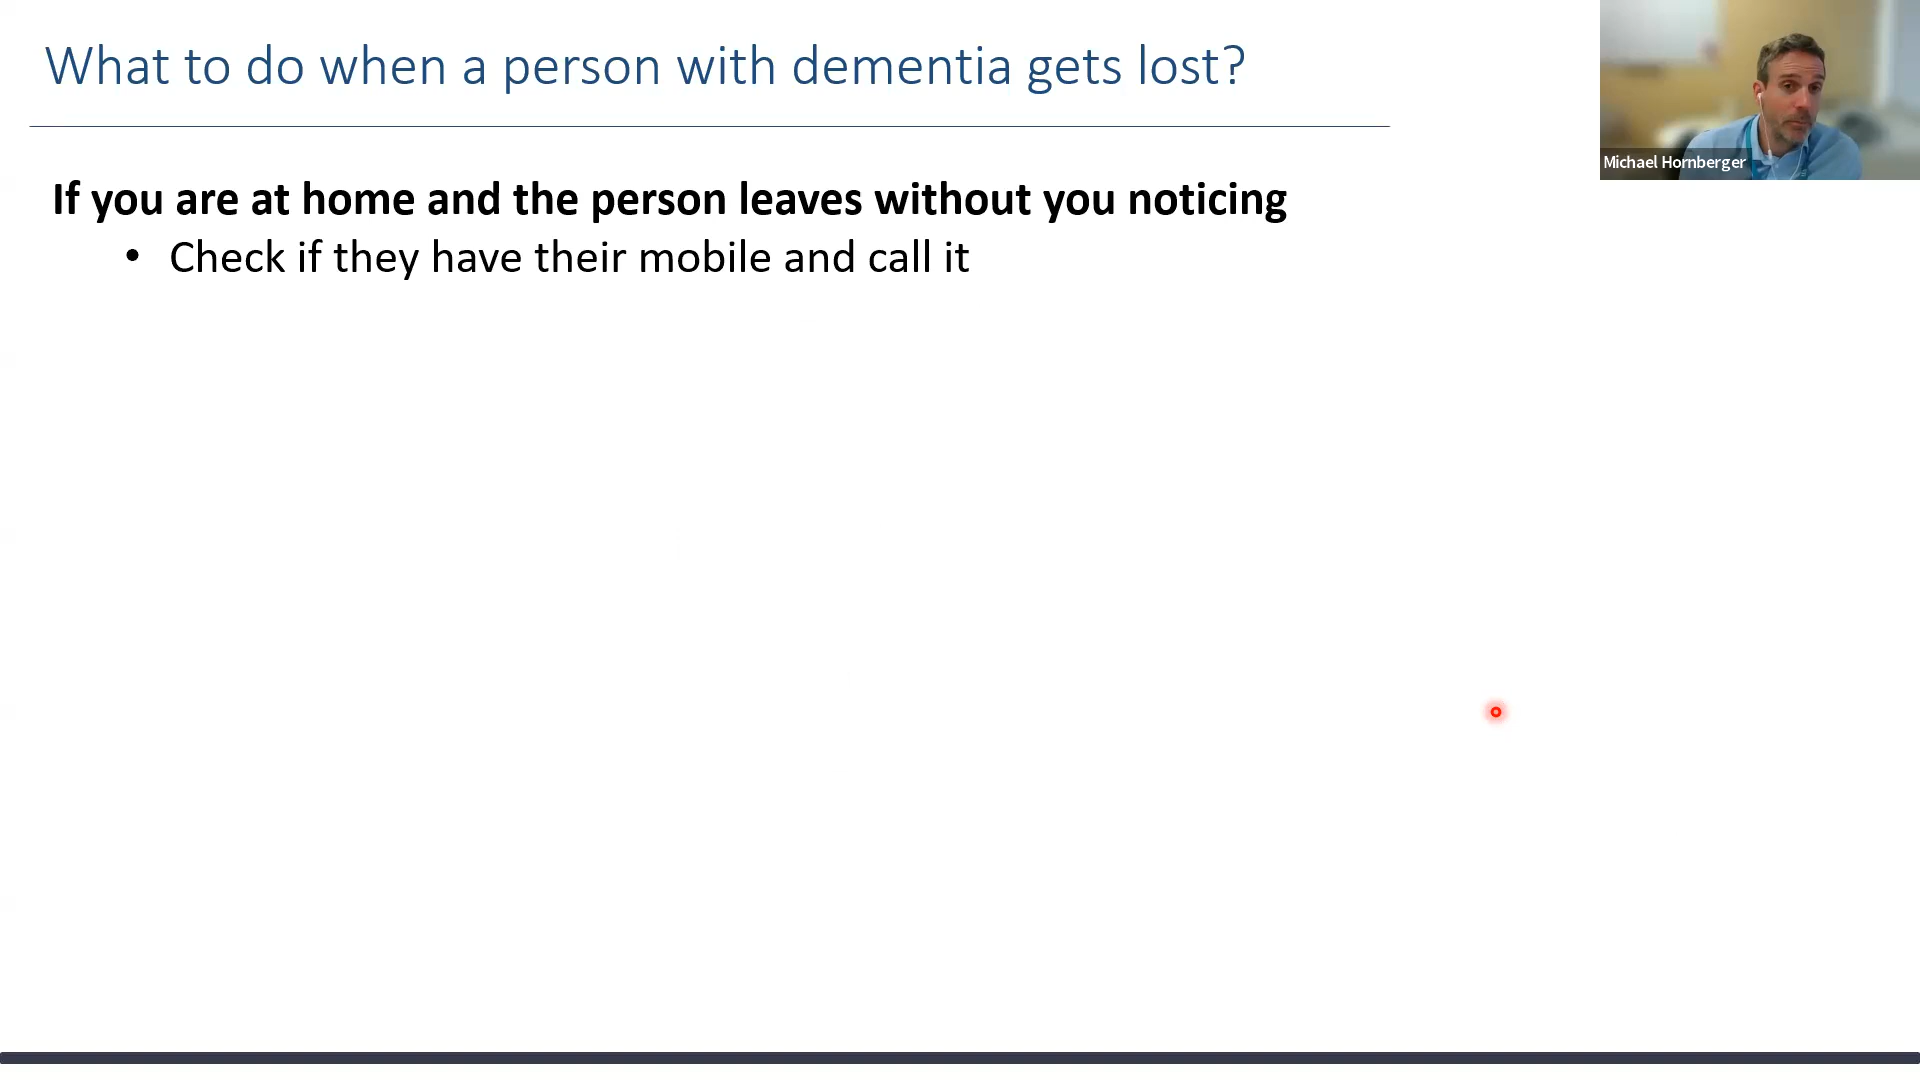 What to do when a person with dementia gets lost?
Michael Hornberger
If you are at home and the person leaves without you noticing
• Check if they have their mobile and call it